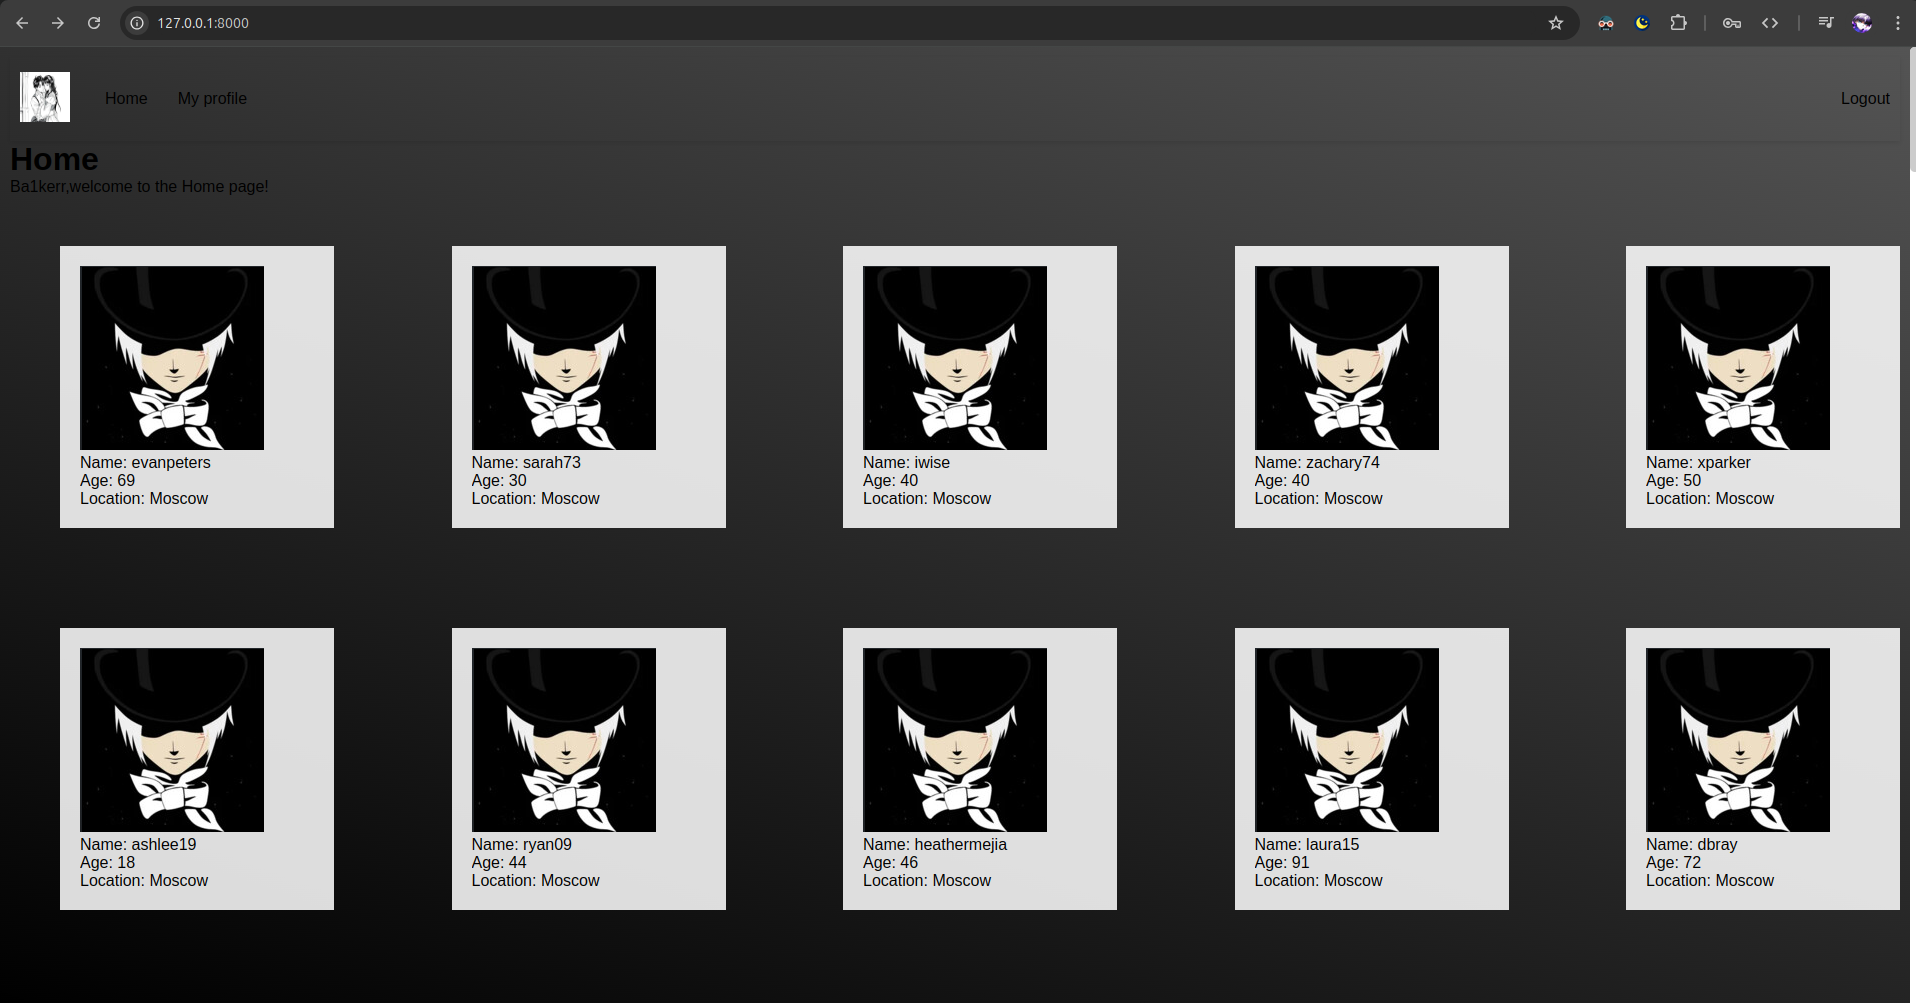 127.0.0.1:8000
Home My profile Logout
Home
Ba1kerr,welcome to the Home page!
Name: evanpeters
Age: 69
Location: Moscow
Name: sarah73
Age: 30
Location: Moscow
Name: iwise
Age: 40
Location: Moscow
Name: zachary74
Age: 40
Location: Moscow
Name: xparker
Age: 50
Location: Moscow
Name: ashlee19
Age: 18
Location: Moscow
Name: ryan09
Age: 44
Location: Moscow
Name: heathermejia
Age: 46
Location: Moscow
Name: laura15
Age: 91
Location: Moscow
Name: dbray
Age: 72
Location: Moscow